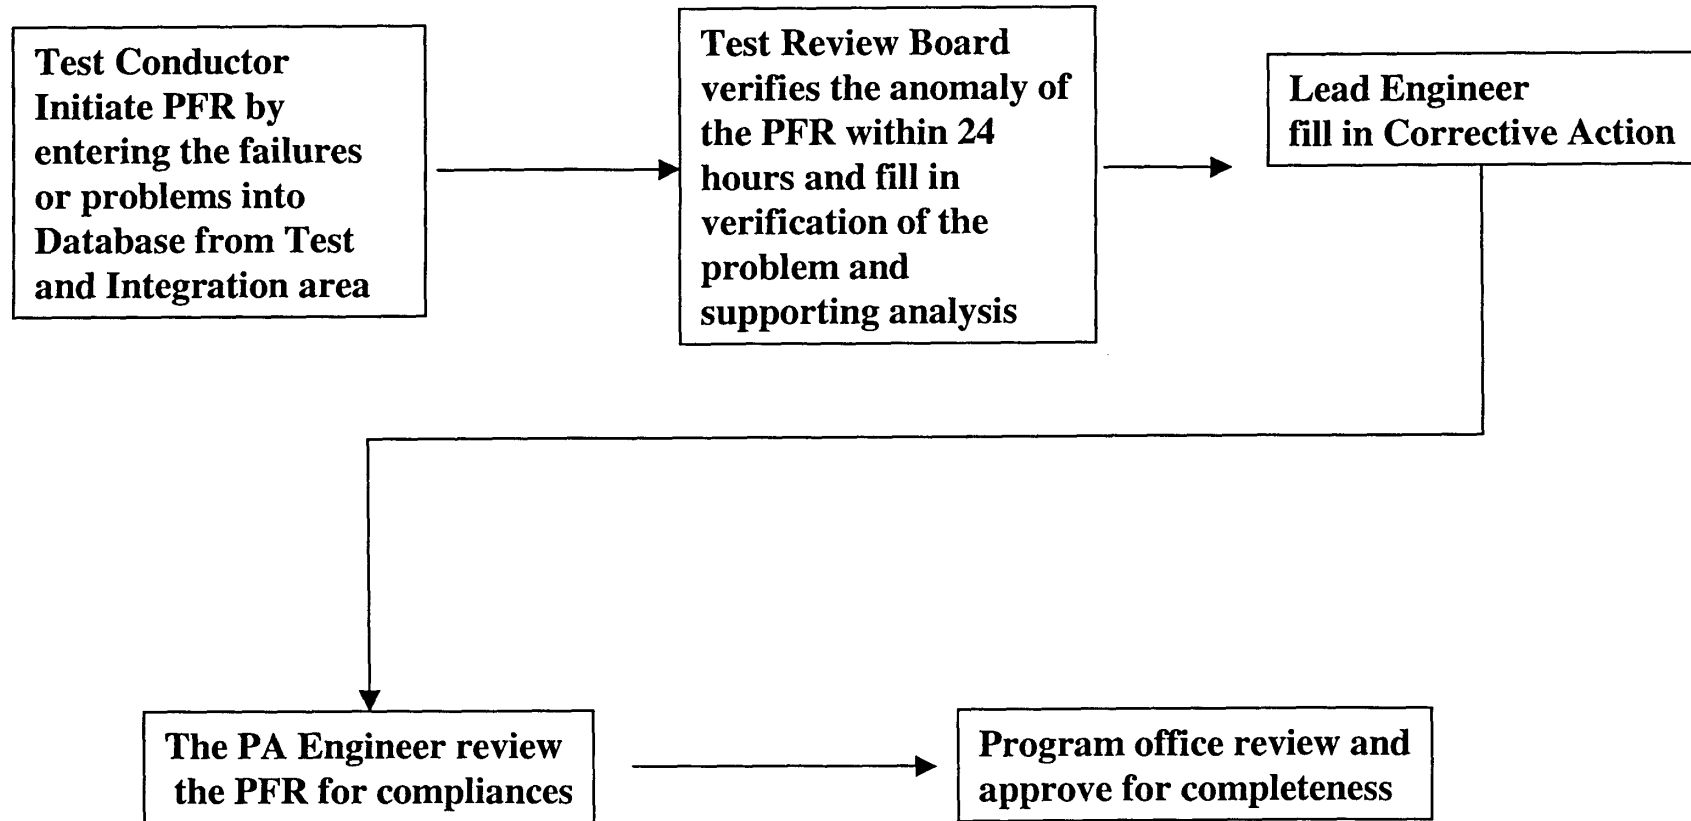 Test Conductor
Initiate PFR by
entering the failures
or problems into
Database from Test
and Integration area
Test Review Board
verifies the anomaly of
the PFR within 24
hours and fill in
verification of the
problem and
supporting analysis
Lead Engineer
fill in Corrective Action
The PA Engineer review
the PFR for compliances
Program office review and
approve for completeness